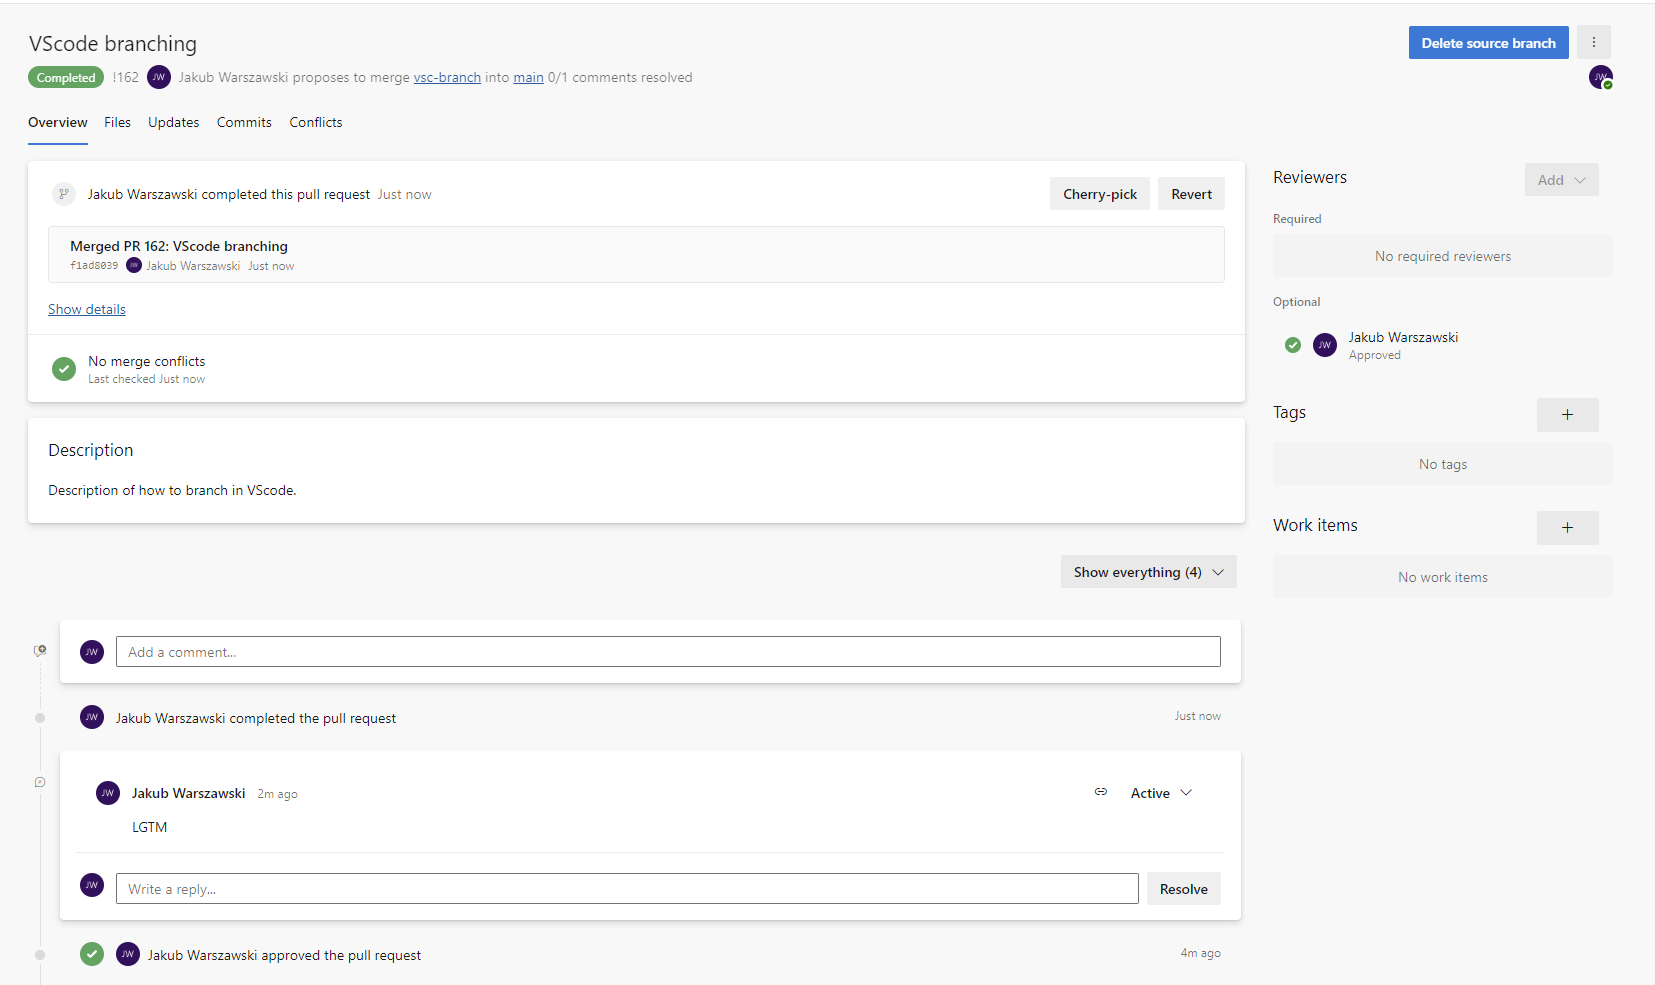 VScode branching
Delete source branch
Completed !162 JW Jakub Warszawski proposes to merge vsc-branch into main 0/1 comments resolved
JW
Overview Files Updates Commits Conflicts
Jakub Warszawski completed this pull request Just now
Cherry-pick Revert
Merged PR 162: VScode branching
f1ad8039 JW Jakub Warszawski Just now
Show details
No merge conflicts
Last checked Just now
Description
Description of how to branch in VScode.
Show everything (4)
JW Add a comment...
JW Jakub Warszawski completed the pull request Just now
JW Jakub Warszawski 2m ago Active
LGTM
JW Write a reply... Resolve
JW Jakub Warszawski approved the pull request 4m ago
Reviewers Add
Required
No required reviewers
Optional
JW Jakub Warszawski
Approved
Tags +
No tags
Work items +
No work items